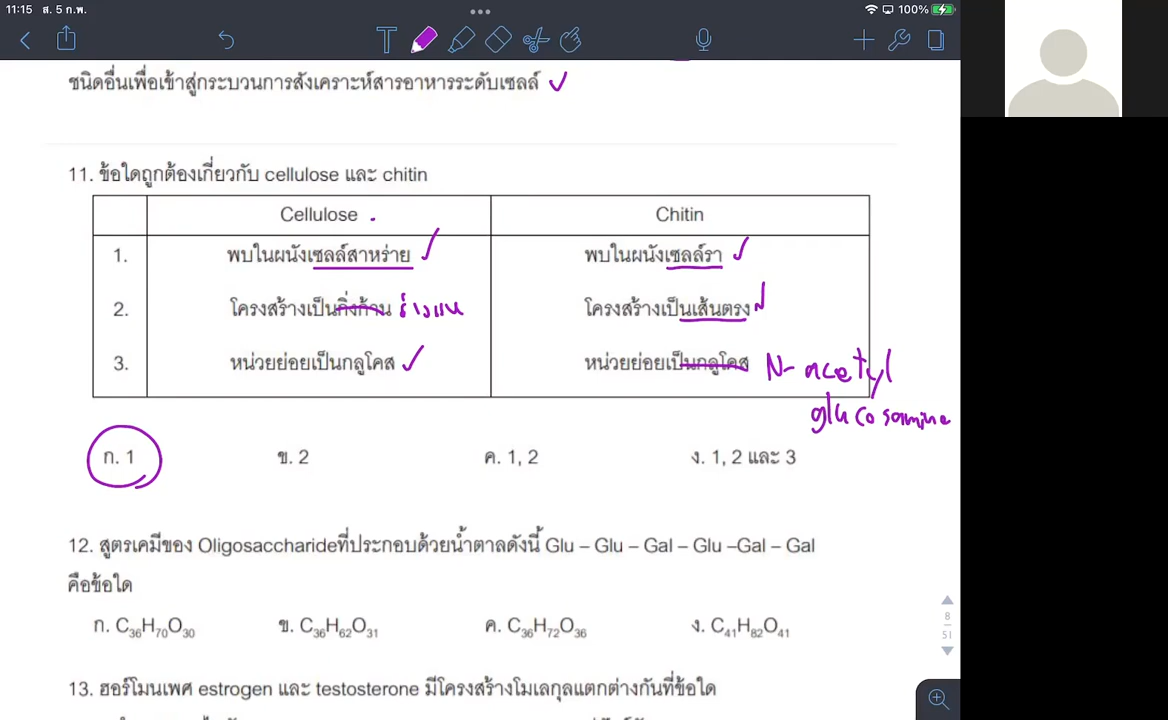 11:15 ส. 5 ก.พ.
100%
T
ชนิดอื่นเพื่อเข้าสู่กระบวนการสังเคราะห์สารอาหารระดับเซลล์ ✓
11. ข้อใดถูกต้องเกี่ยวกับ cellulose และ chitin
Cellulose Chitin
1. พบในผนังเซลล์สาหร่าย ✓ พบในผนังเซลล์รา ✓
2. โครงสร้างเป็นกิ่งก้าน โครงสร้างเป็นเส้นตรง ✓
3. หน่วยย่อยเป็นกลูโคส ✓ หน่วยย่อยเป็นกลูโคส N-acetyl
glucosamine
ก. 1 ข. 2 ค. 1, 2 ง. 1, 2 และ 3
12. สูตรเคมีของ Oligosaccharideที่ประกอบด้วยน้ำตาลดังนี้ Glu – Glu – Gal – Glu –Gal – Gal
คือข้อใด
ก. C36H70O30 ข. C36H62O31 ค. C36H72O36 ง. C41H82O41
8
51
13. ฮอร์โมนเพศ estrogen และ testosterone มีโครงสร้างโมเลกุลแตกต่างกันที่ข้อใด